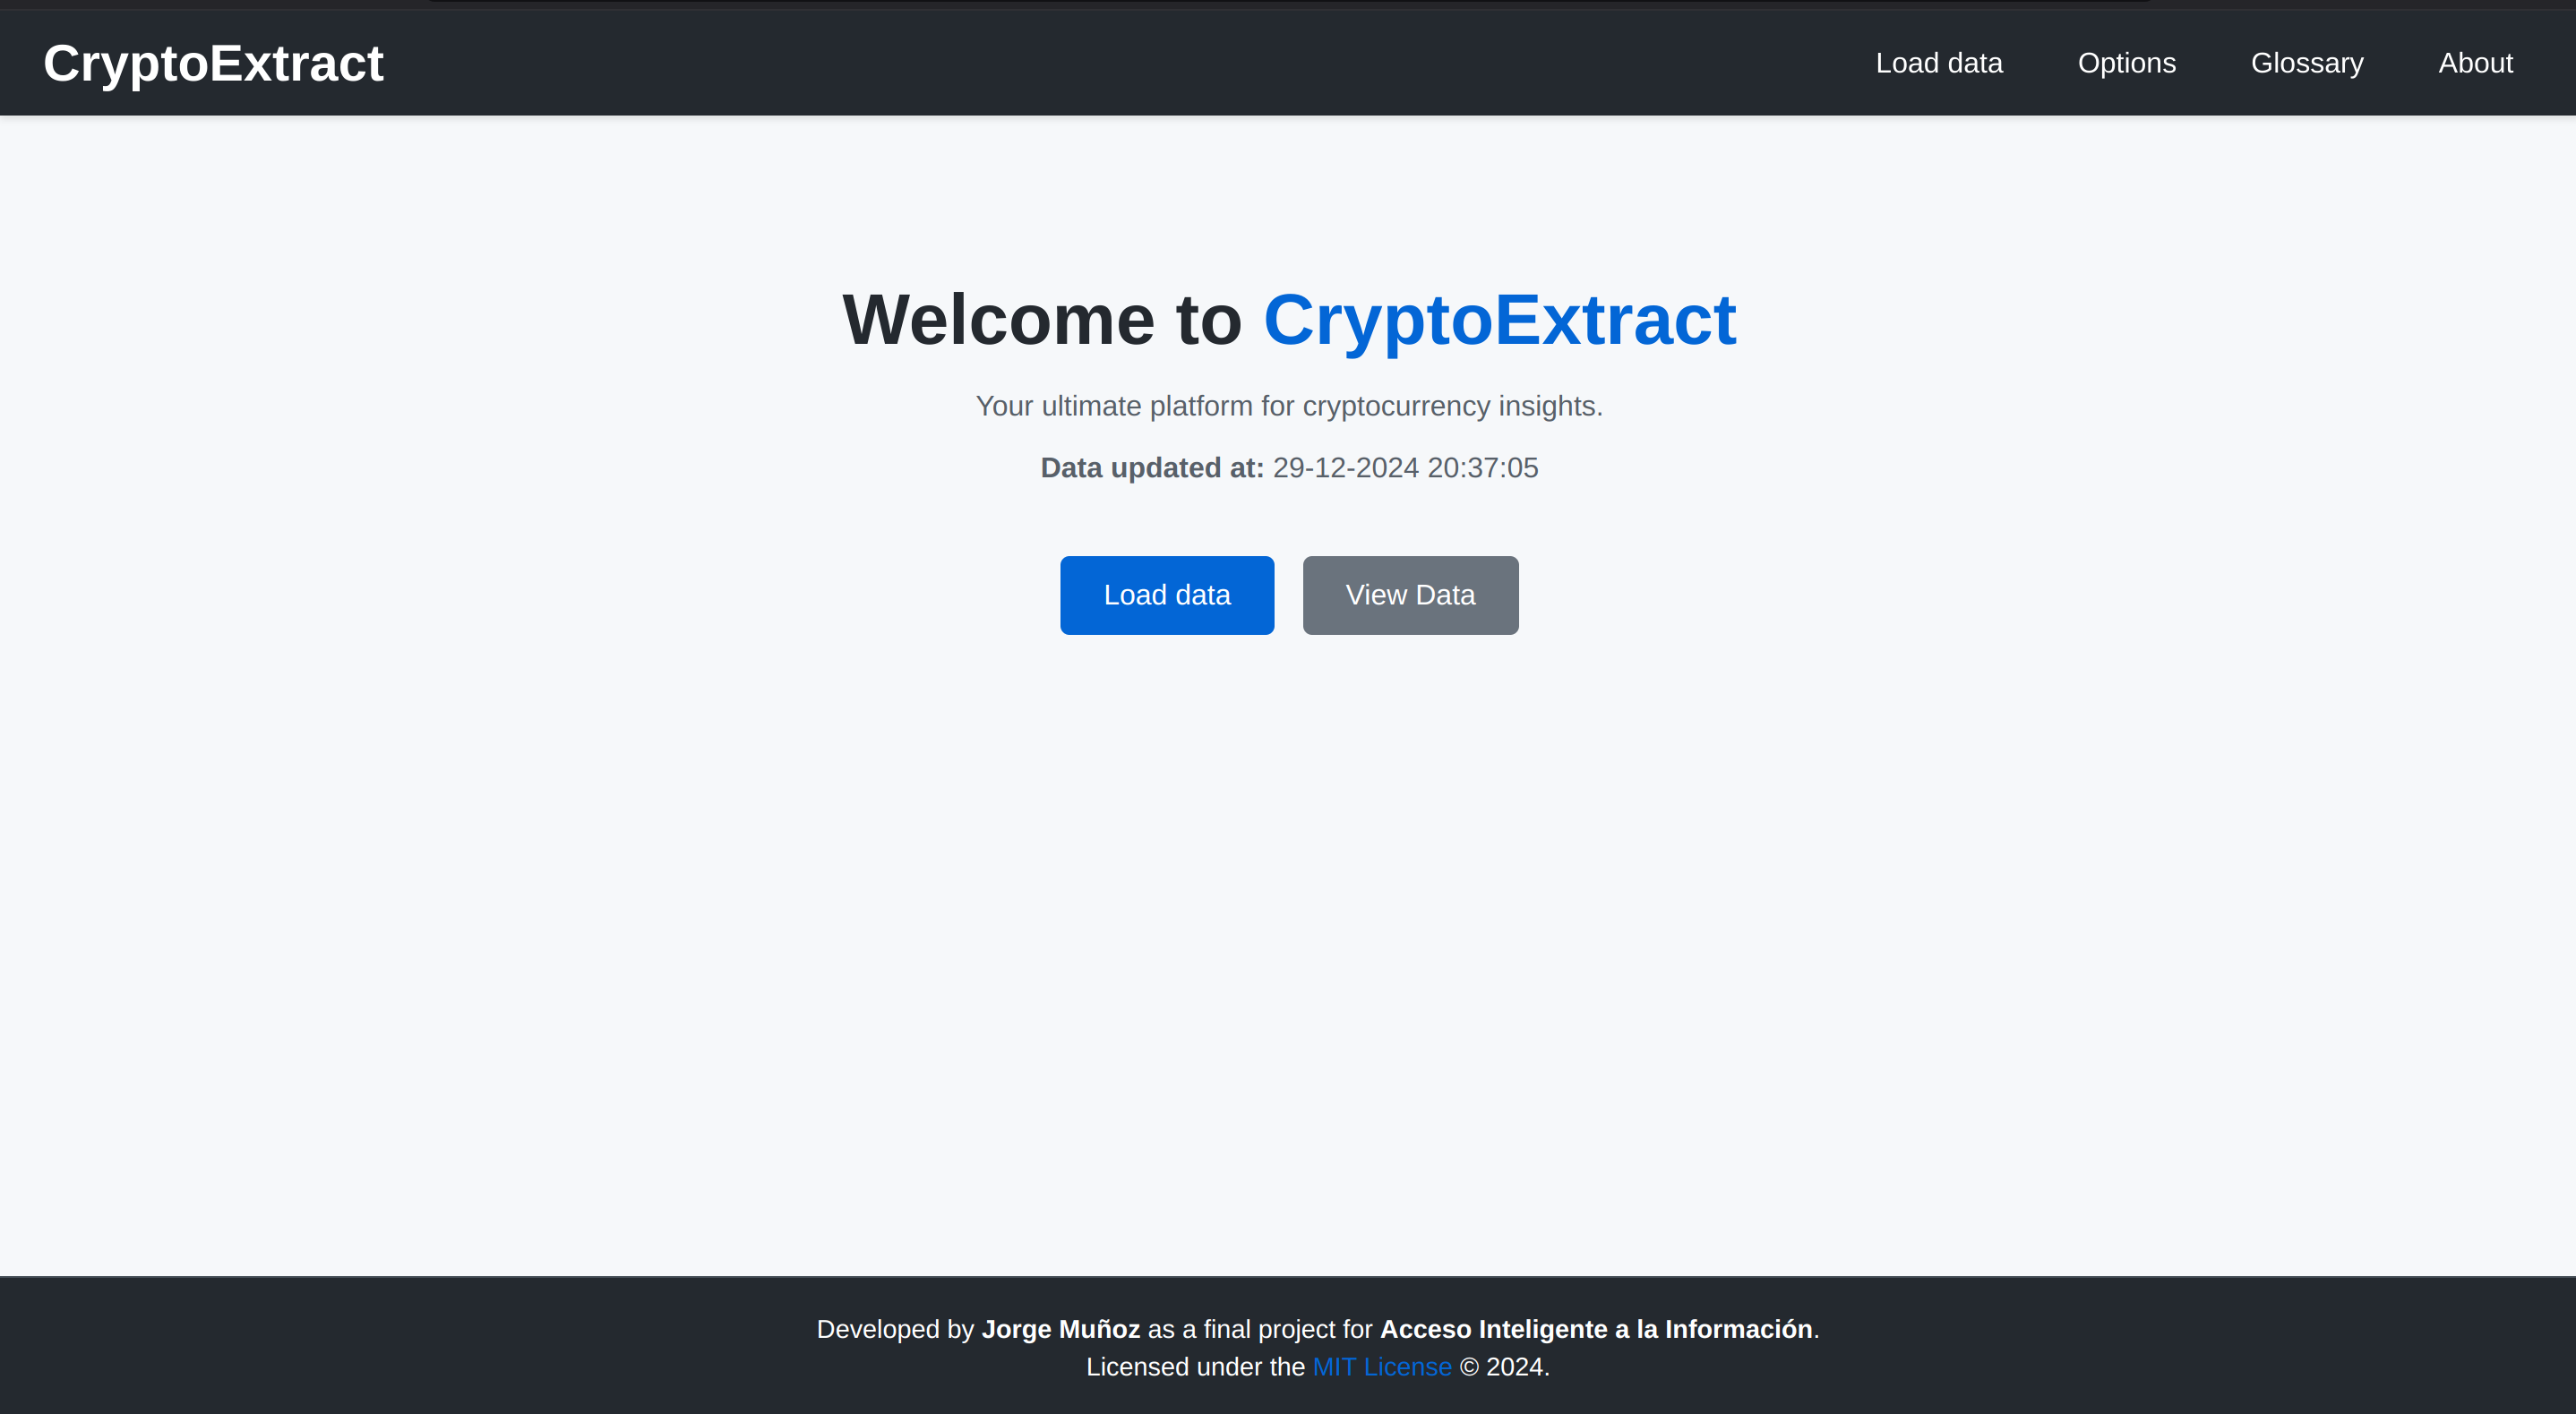 CryptoExtract
Load data
Options
Glossary
About
Welcome to CryptoExtract
Your ultimate platform for cryptocurrency insights.
Data updated at: 29-12-2024 20:37:05
Load data
View Data
Developed by Jorge Muñoz as a final project for Acceso Inteligente a la Información.
Licensed under the MIT License © 2024.